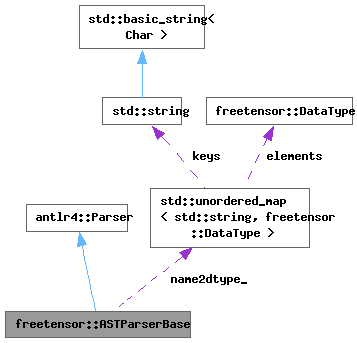 std::basic_string<
Char >
std::string
freetensor::DataType
keys
elements
std::unordered_map
< std::string, freetensor
::DataType >
antlr4::Parser
name2dtype_
freetensor::ASTParserBase